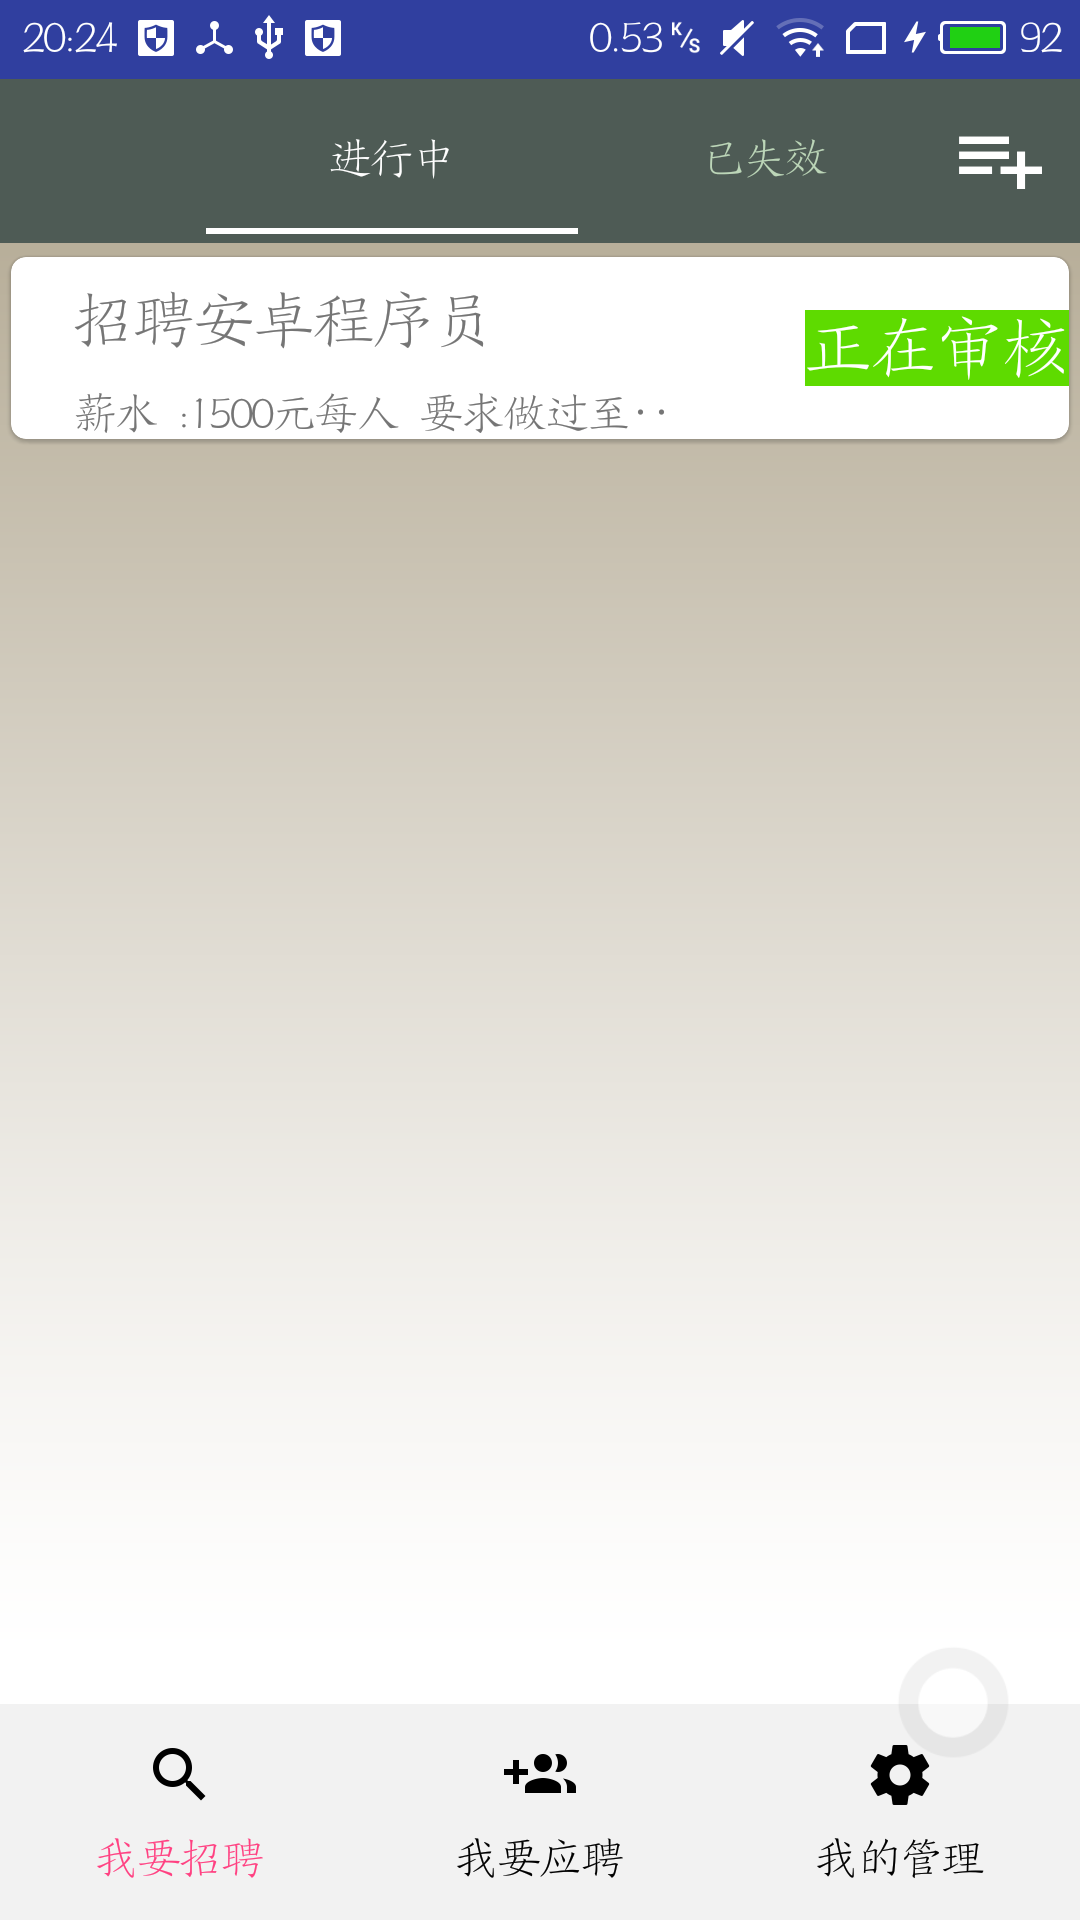 20:24 0.53 K/s 92
进行中 已失效
招聘安卓程序员
正在审核
薪水 :1500元每人 要求做过至··
我要招聘 我要应聘 我的管理